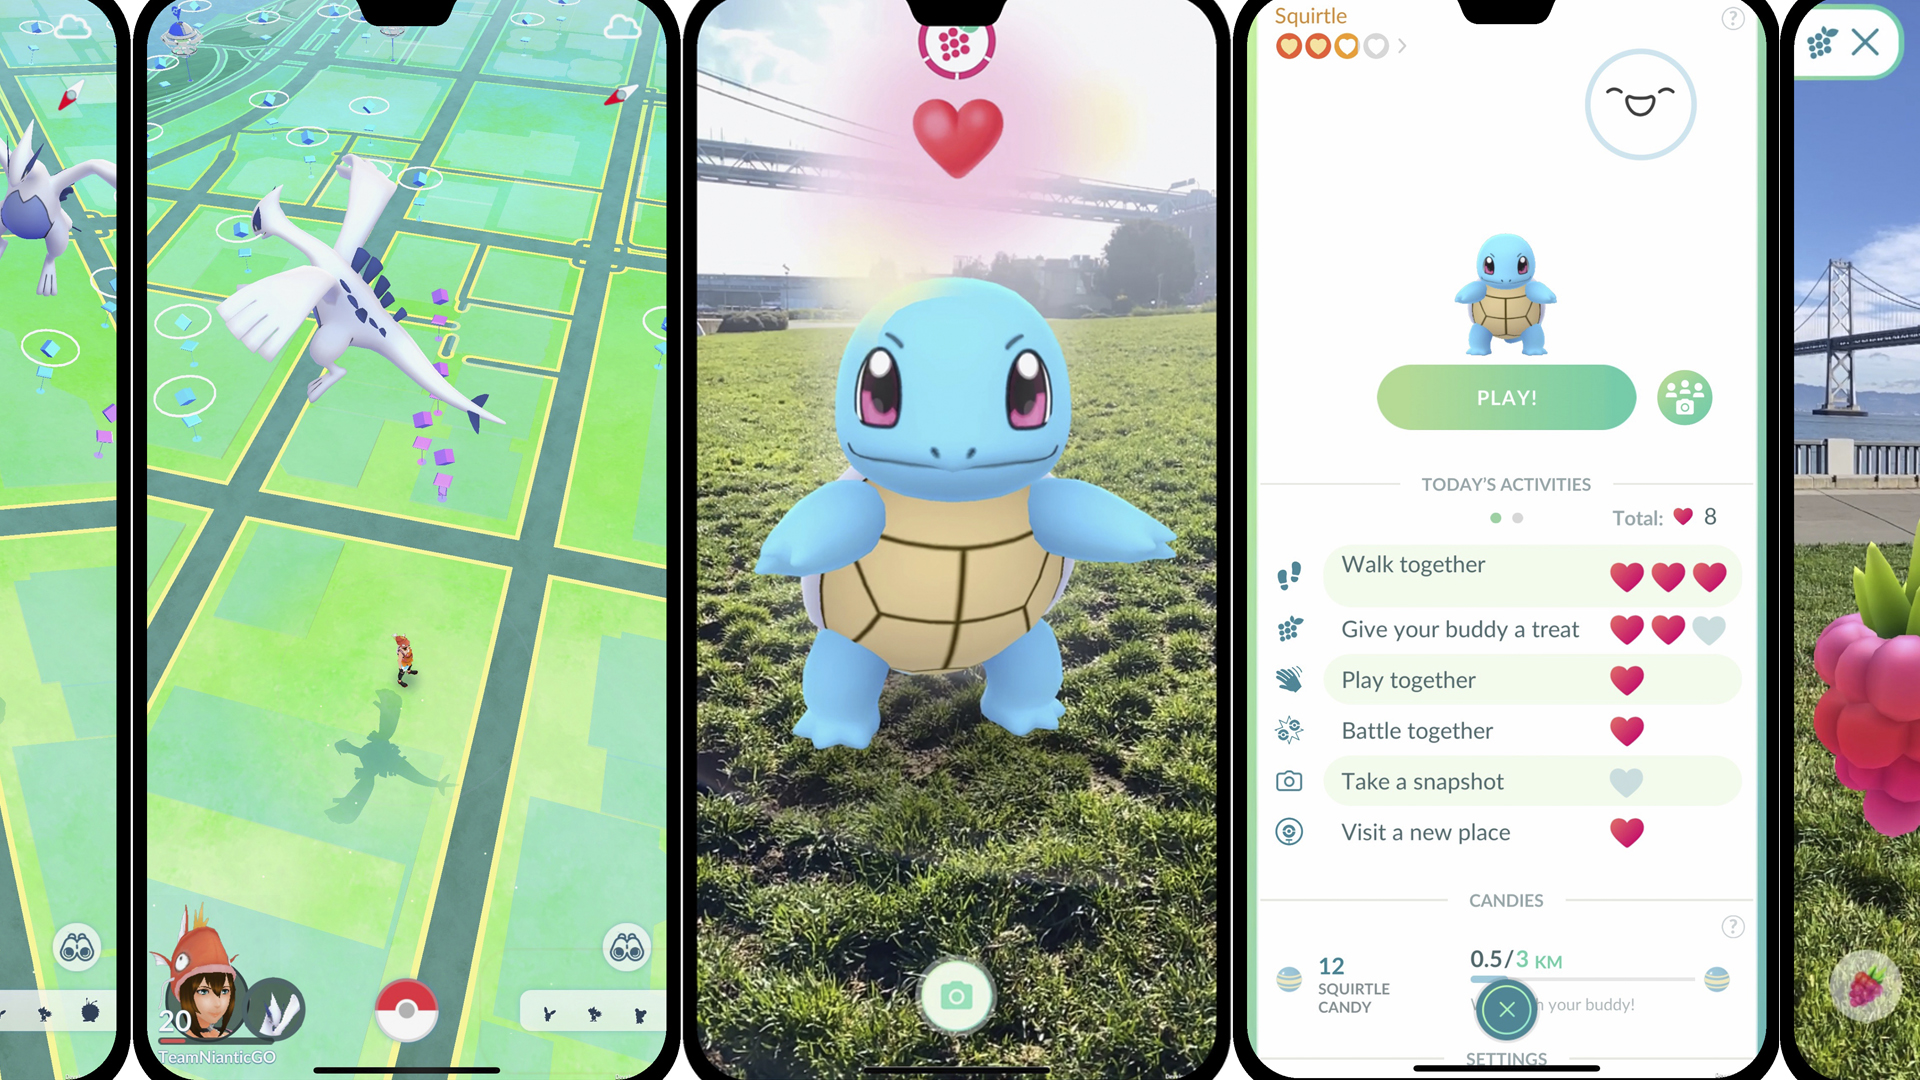 20
TeamNianticGO
Squirtle
?
PLAY!
TODAY'S ACTIVITIES
Total: 8
Walk together
Give your buddy a treat
Play together
Battle together
Take a snapshot
Visit a new place
CANDIES
?
0.5/3 KM
12
SQUIRTLE
CANDY
your buddy!
SETTINGS